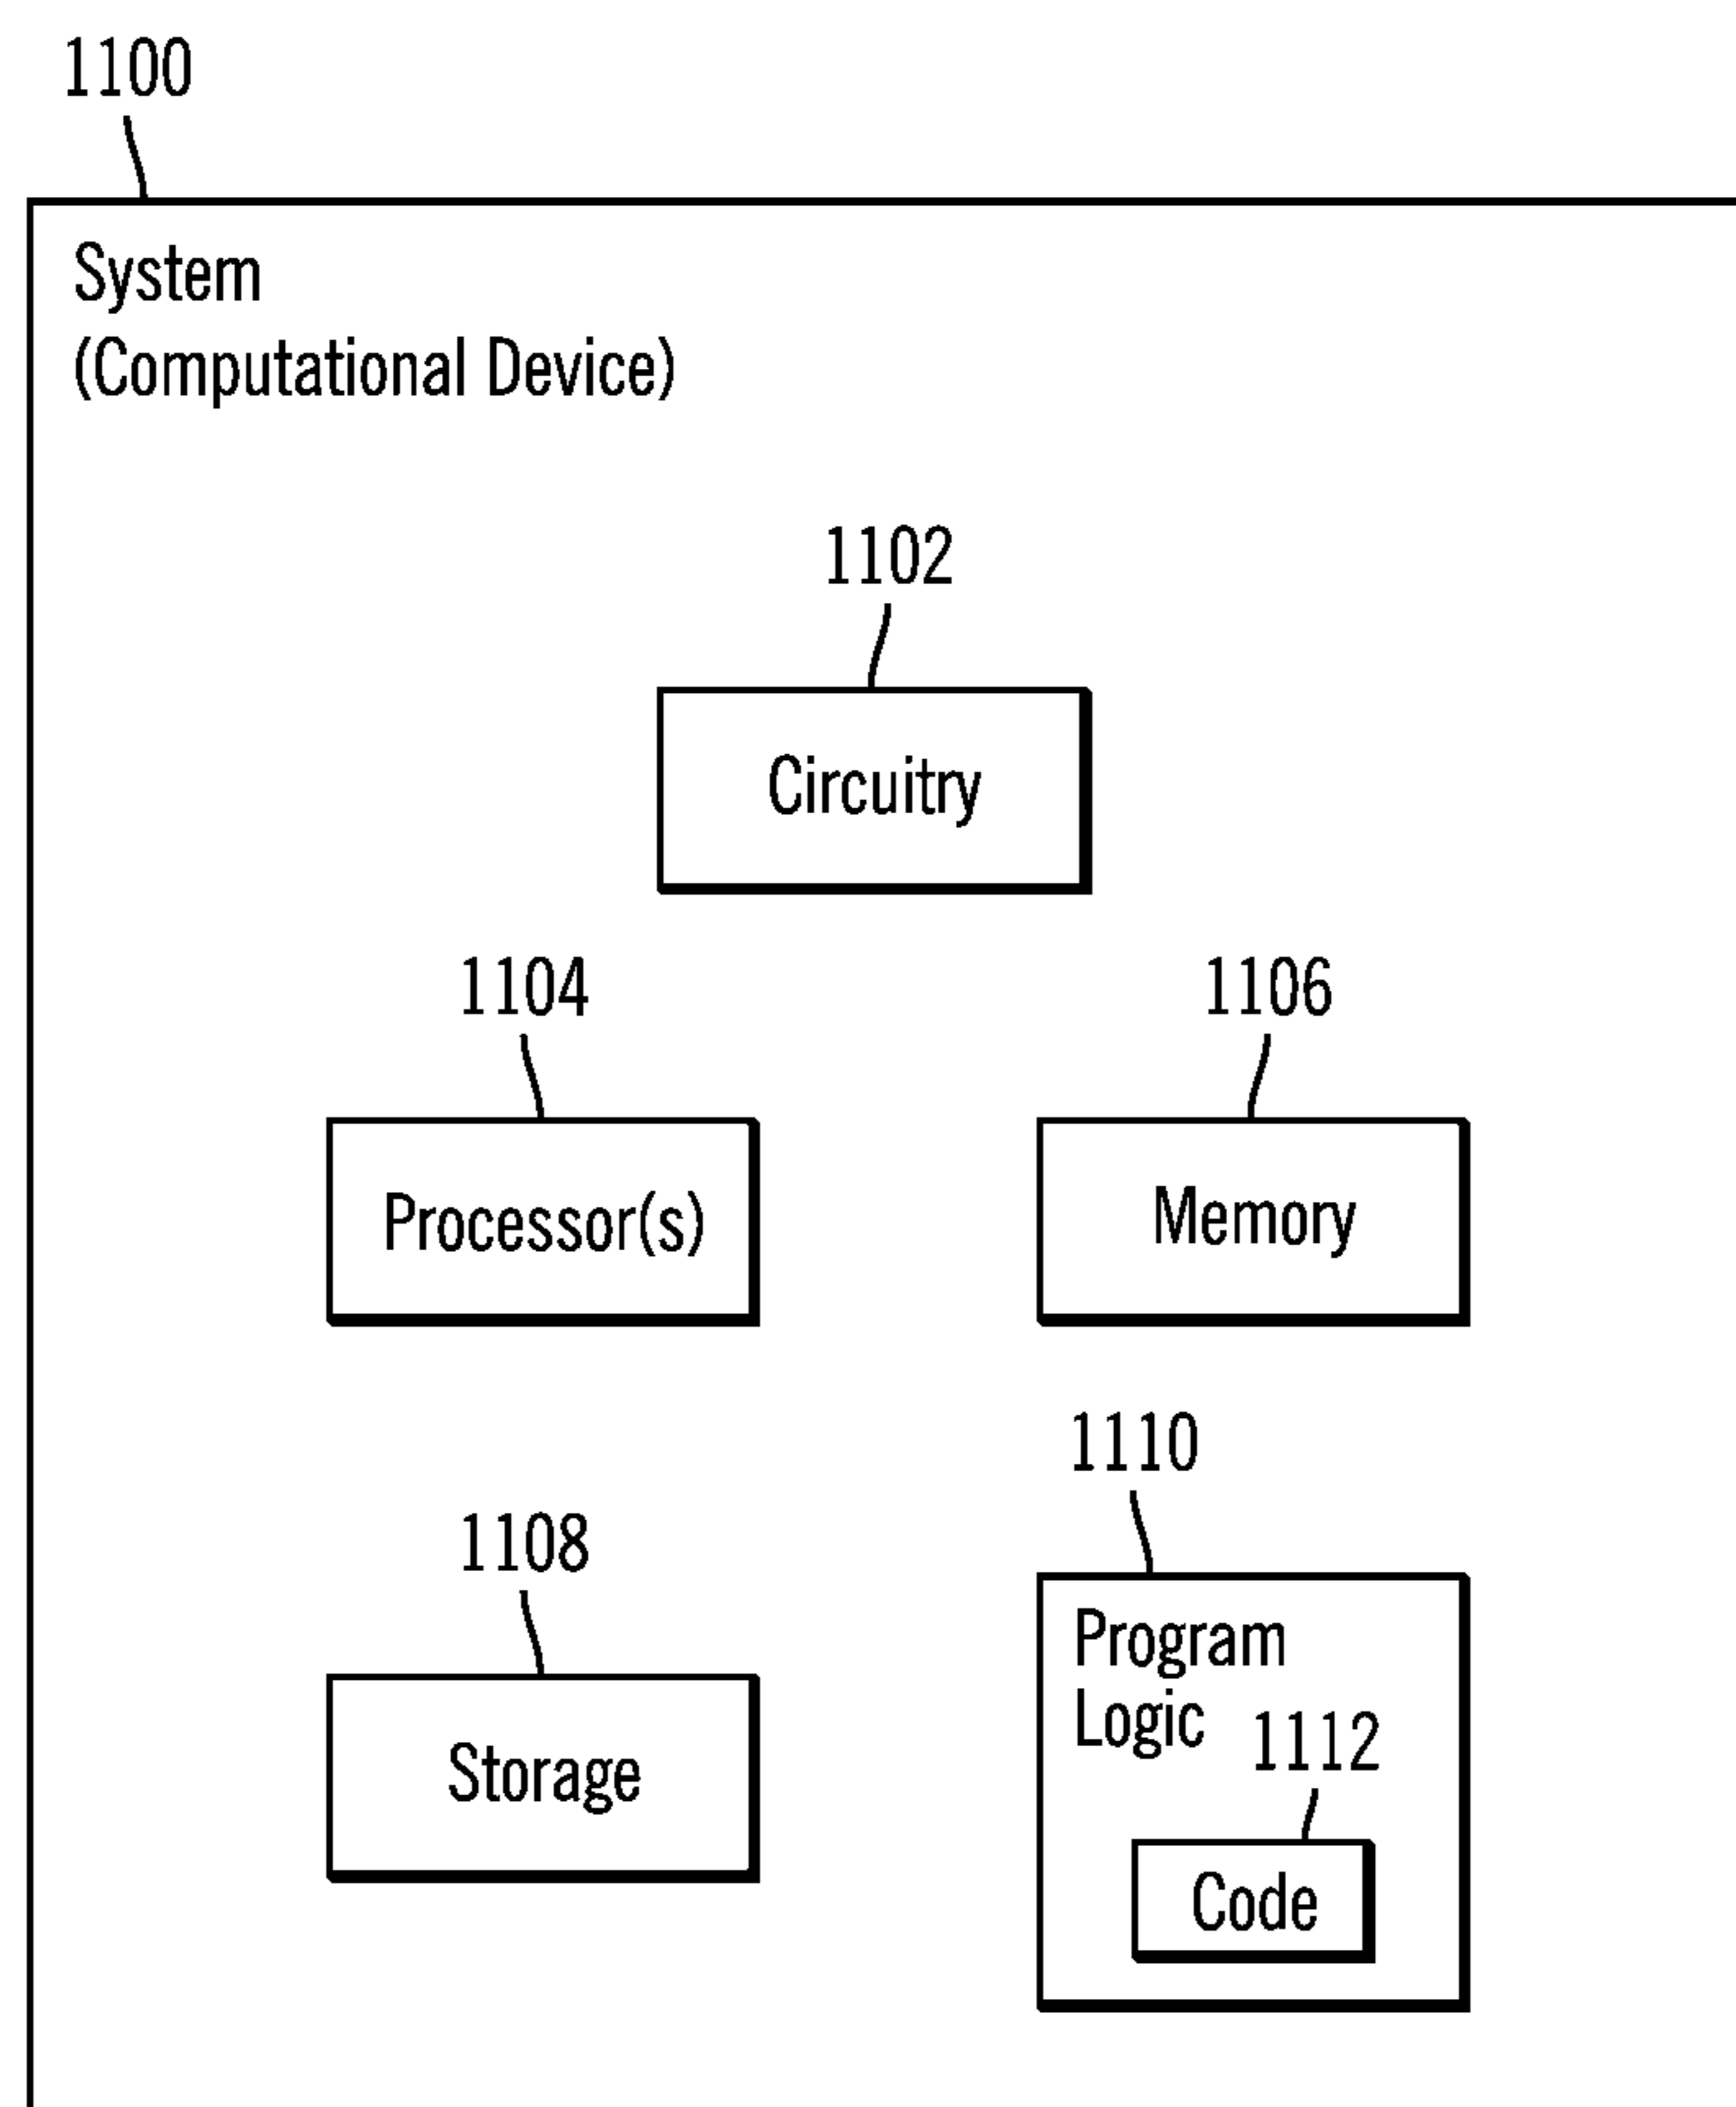 1100
System
(Computational Device)
1102
Circuitry
1104
1106
Processor(s)
Memory
1110
1108
Program
Logic
1112
Storage
Code